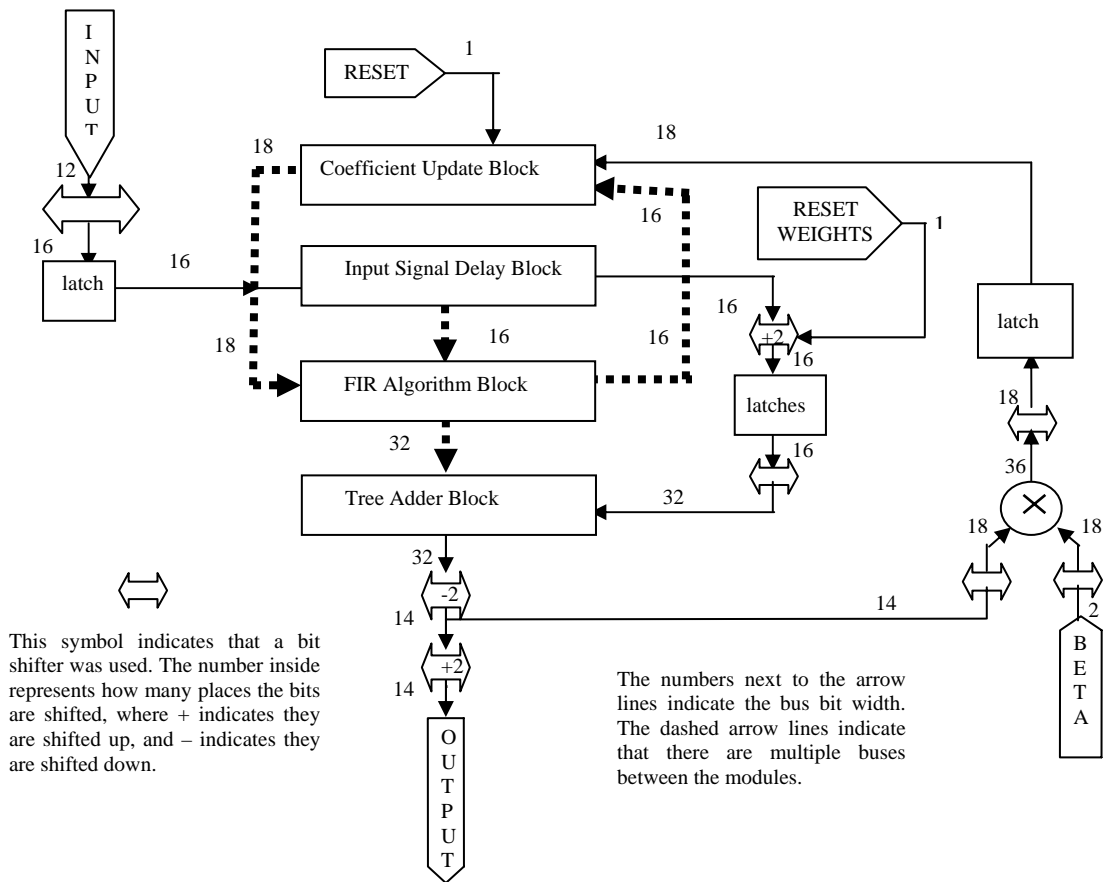 INPUT
1
RESET
18
18
Coefficient Update Block
12
16
RESET
WEIGHTS
1
16
latch
16
Input Signal Delay Block
16
latch
18
16
16
+2
16
FIR Algorithm Block
latches
18
32
16
36
Tree Adder Block
32
18
18
32
-2
14
14
2
+2
14
BETA
OUTPUT
This symbol indicates that a bit
shifter was used. The number inside
represents how many places the bits
are shifted, where + indicates they
are shifted up, and – indicates they
are shifted down.
The numbers next to the arrow
lines indicate the bus bit width.
The dashed arrow lines indicate
that there are multiple buses
between the modules.